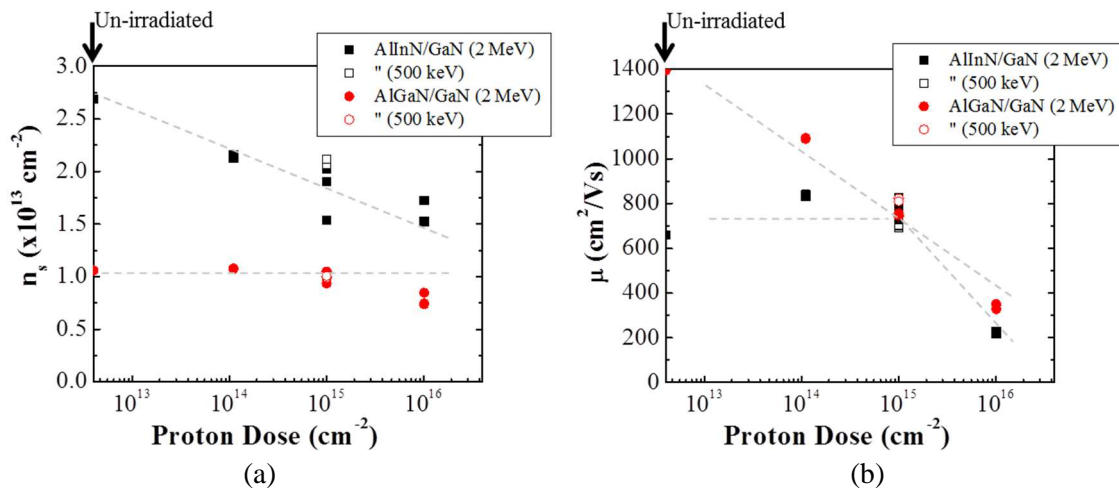 Un-irradiated
AlInN/GaN (2 MeV)
" (500 keV)
AlGaN/GaN (2 MeV)
" (500 keV)
3.0
2.5
2.0
1.5
1.0
0.5
0.0
n_s (x10^13 cm^-2)
10^13 10^14 10^15 10^16
Proton Dose (cm^-2)
(a)
Un-irradiated
AlInN/GaN (2 MeV)
" (500 keV)
AlGaN/GaN (2 MeV)
" (500 keV)
1400
1200
1000
800
600
400
200
0
μ (cm^2/Vs)
10^13 10^14 10^15 10^16
Proton Dose (cm^-2)
(b)